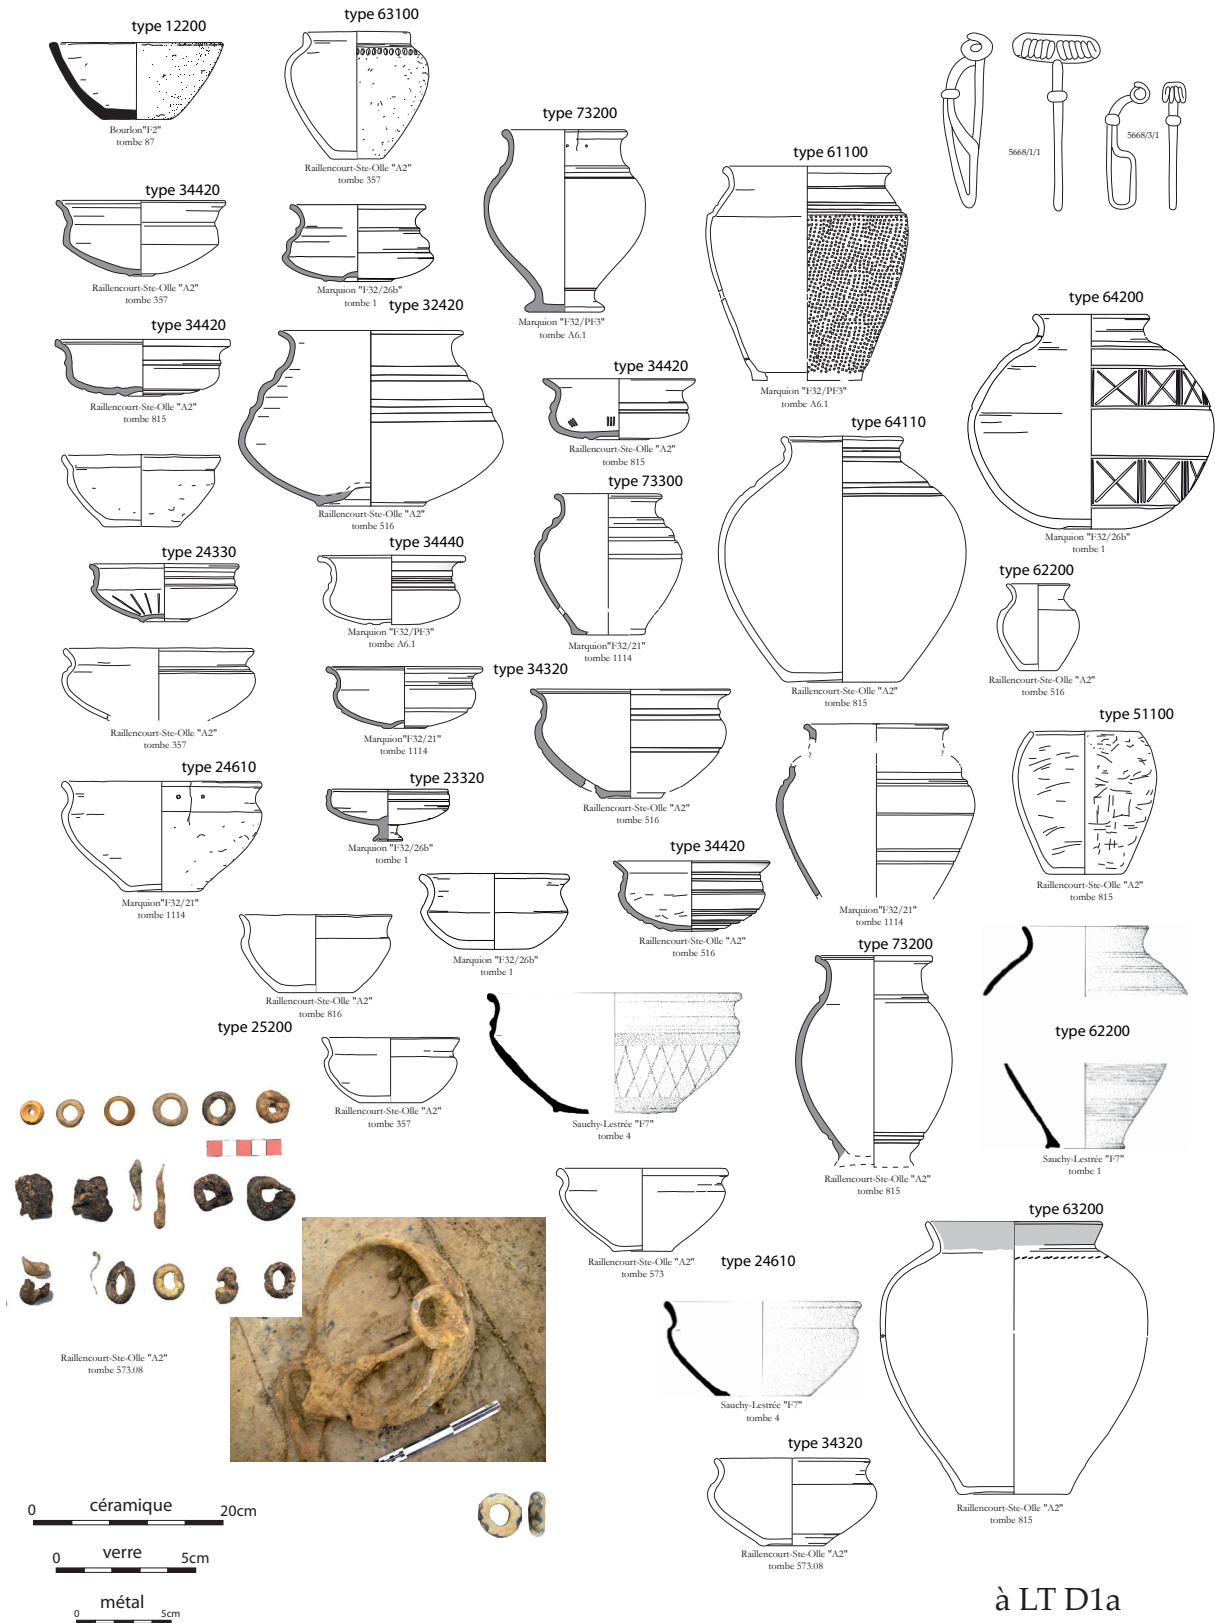 type 12200
Bourlon"F2"
tombe 87
type 63100
Raillencourt-Ste-Olle "A2"
tombe 357
type 73200
Marquion "F32/PF3"
tombe A6.1
type 61100
Marquion "F32/PF3"
tombe A6.1
5668/1/1
5668/3/1
type 34420
Raillencourt-Ste-Olle "A2"
tombe 357
Marquion "F32/26b"
tombe 1
type 32420
Raillencourt-Ste-Olle "A2"
tombe 516
type 64200
Marquion "F32/26b"
tombe 1
type 34420
Raillencourt-Ste-Olle "A2"
tombe 815
type 34420
Raillencourt-Ste-Olle "A2"
tombe 815
type 64110
Raillencourt-Ste-Olle "A2"
tombe 815
type 73300
Marquion"F32/21"
tombe 1114
type 24330
type 34440
Marquion "F32/PF3"
tombe A6.1
type 62200
Raillencourt-Ste-Olle "A2"
tombe 516
Raillencourt-Ste-Olle "A2"
tombe 357
Marquion"F32/21"
tombe 1114
type 34320
Raillencourt-Ste-Olle "A2"
tombe 516
type 51100
Raillencourt-Ste-Olle "A2"
tombe 815
? ?
Marquion"F32/21"
tombe 1114
type 24610
Marquion"F32/21"
tombe 1114
type 23320
Marquion "F32/26b"
tombe 1
type 34420
Raillencourt-Ste-Olle "A2"
tombe 516
Marquion "F32/26b"
tombe 1
Raillencourt-Ste-Olle "A2"
tombe 816
type 73200
Raillencourt-Ste-Olle "A2"
tombe 815
type 62200
Sauchy-Lestrée "F7"
tombe 1
type 25200
Raillencourt-Ste-Olle "A2"
tombe 357
Sauchy-Lestrée "F7"
tombe 4
Raillencourt-Ste-Olle "A2"
tombe 573
type 63200
Raillencourt-Ste-Olle "A2"
tombe 815
type 24610
Sauchy-Lestrée "F7"
tombe 4
Raillencourt-Ste-Olle "A2"
tombe 573.08
type 34320
Raillencourt-Ste-Olle "A2"
tombe 573.08
0 céramique 20cm
0 verre 5cm
métal
0 5cm
à LT D1a